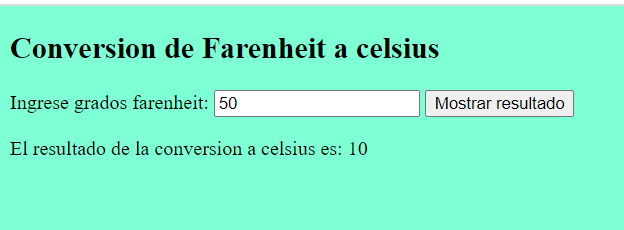 Conversion de Farenheit a celsius
Ingrese grados farenheit: 50 Mostrar resultado
El resultado de la conversion a celsius es: 10